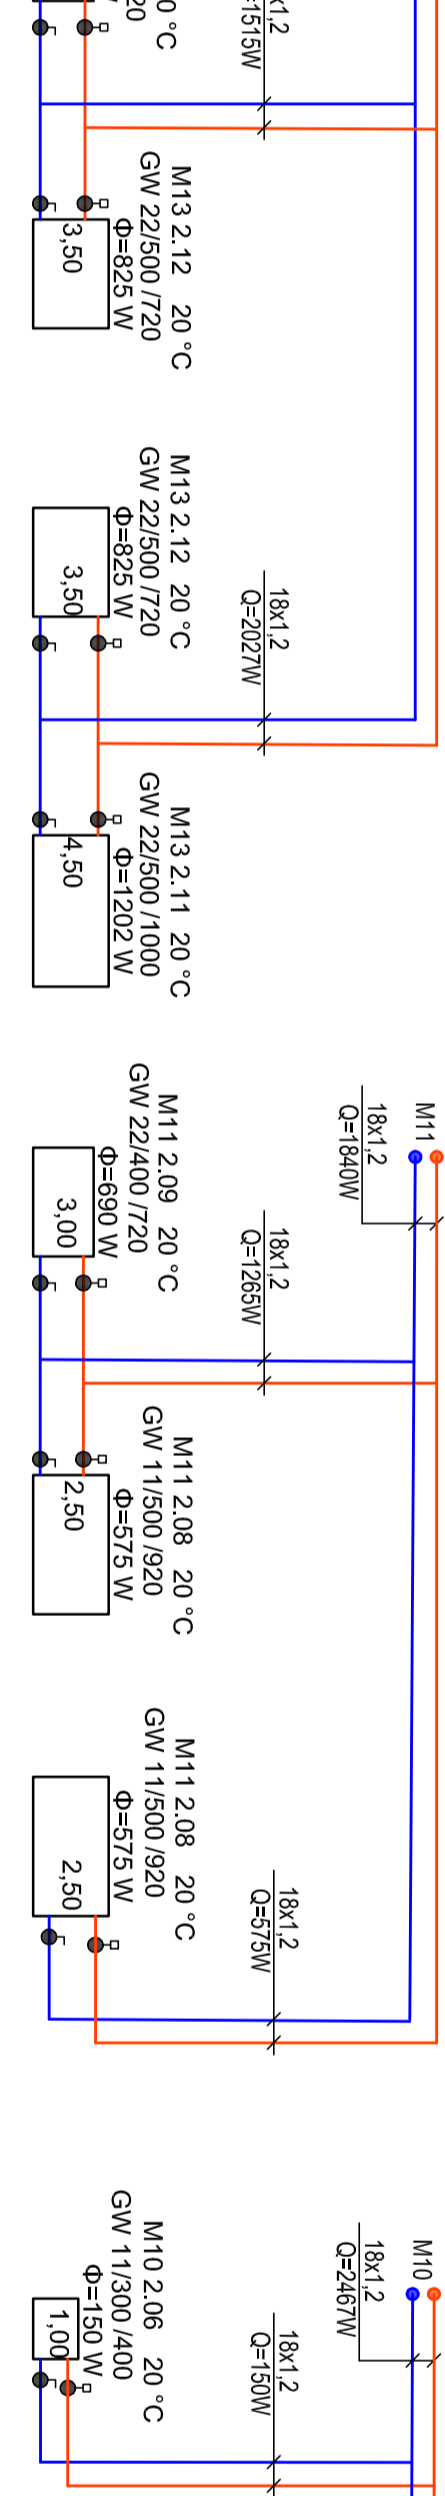 0 °C
20
x1,2
=1515W
M13 2.12 20 °C
GW 22/500 /720
Φ=825 W
3,50
M13 2.12 20 °C
GW 22/500 /720
Φ=825 W
3,50
18x1,2
Q=2027W
M13 2.11 20 °C
GW 22/500 /1000
Φ=1202 W
4,50
M11
18x1,2
Q=1840W
M11 2.09 20 °C
GW 22/400 /720
Φ=690 W
3,00
18x1,2
Q=1265W
M11 2.08 20 °C
GW 11/500 /920
Φ=575 W
2,50
M11 2.08 20 °C
GW 11/500 /920
Φ=575 W
2,50
18x1,2
Q=575W
M10
18x1,2
Q=2467W
M10 2.06 20 °C
GW 11/300 /400
Φ=150 W
1,00
18x1,2
Q=150W